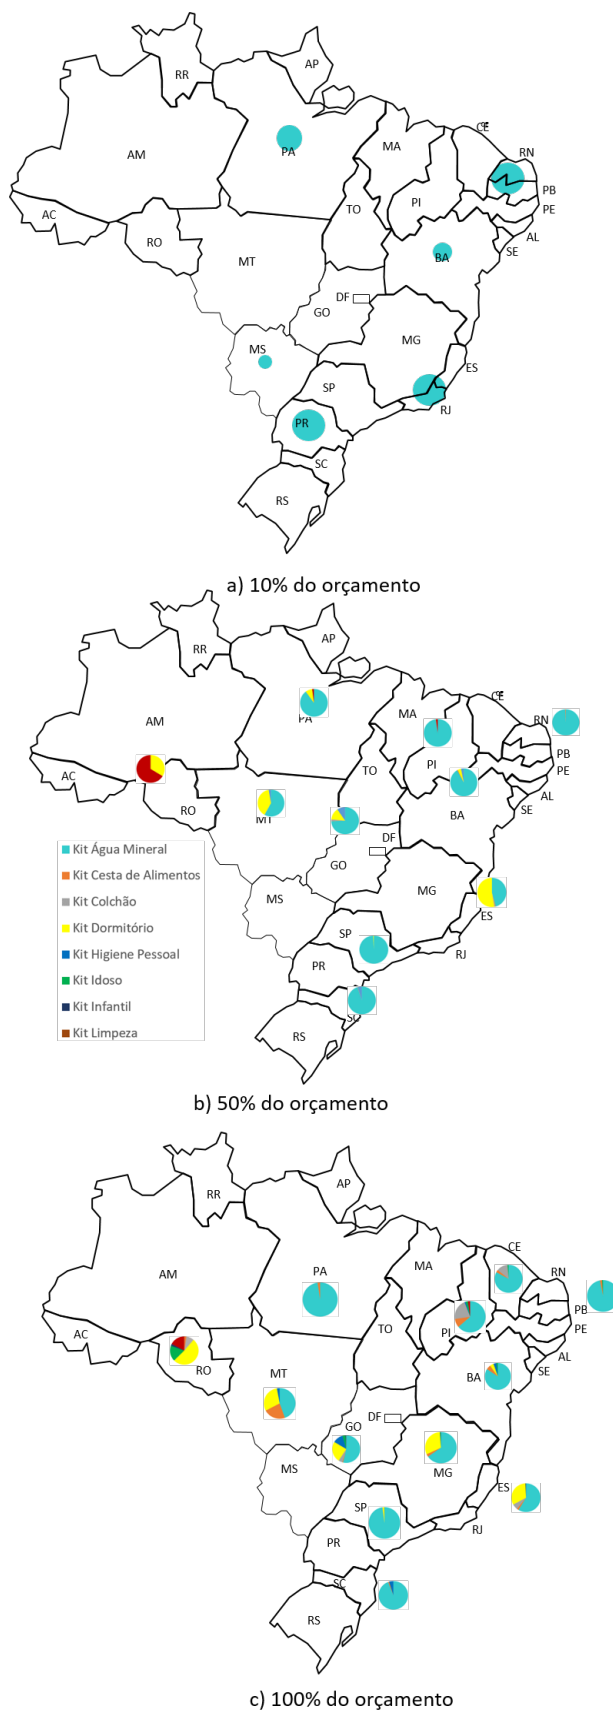 AP
RR
CE
PA
AM
MA
RN
PI
PB
TO
AC
PE
RO
AL
SE
BA
MT
DF
GO
MG
MS
ES
SP
RJ
PR
SC
RS
a) 10% do orçamento
AP
RR
CE
MA
PA
AM
RN
PI
PB
TO
PE
AC
RO
AL
SE
BA
MT
DF
Kit Água Mineral
GO
Kit Cesta de Alimentos
MG
Kit Colchão
MS
ES
Kit Dormitório
SP
Kit Higiene Pessoal
RJ
PR
Kit Idoso
Kit Infantil
SC
Kit Limpeza
RS
b) 50% do orçamento
AP
RR
CE
MA
PA
RN
AM
PB
PE
AC
PI
TO
AL
SE
RO
MT
BA
DF
GO
MS
MG
ES
SP
RJ
PR
SC
RS
c) 100% do orçamento